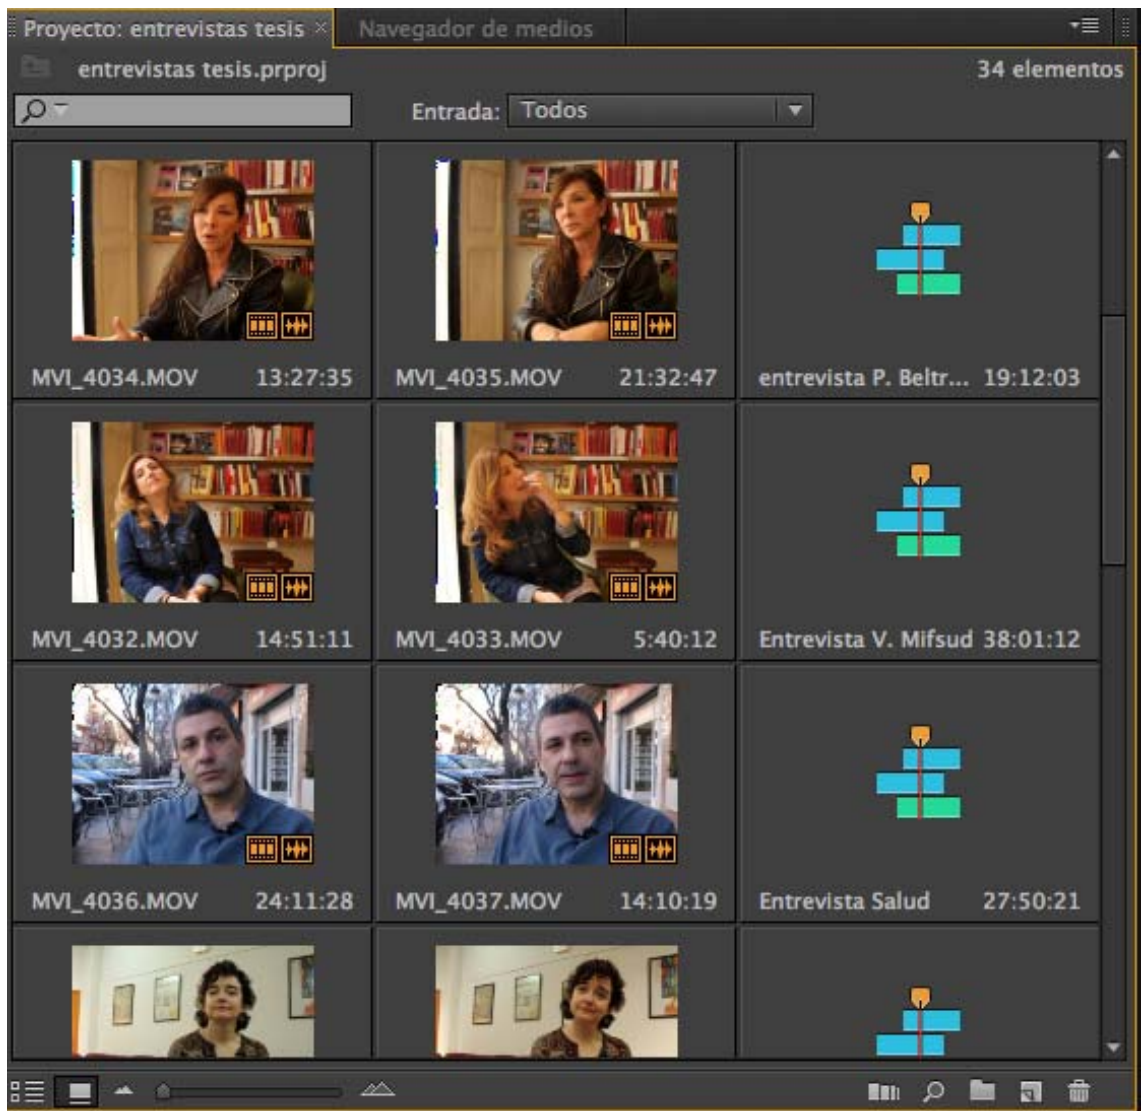 Proyecto: entrevistas tesis × Navegador de medios
entrevistas tesis.prproj 34 elementos
Entrada: Todos
MVI_4034.MOV 13:27:35 MVI_4035.MOV 21:32:47 entrevista P. Beltr... 19:12:03
MVI_4032.MOV 14:51:11 MVI_4033.MOV 5:40:12 Entrevista V. Mifsud 38:01:12
MVI_4036.MOV 24:11:28 MVI_4037.MOV 14:10:19 Entrevista Salud 27:50:21